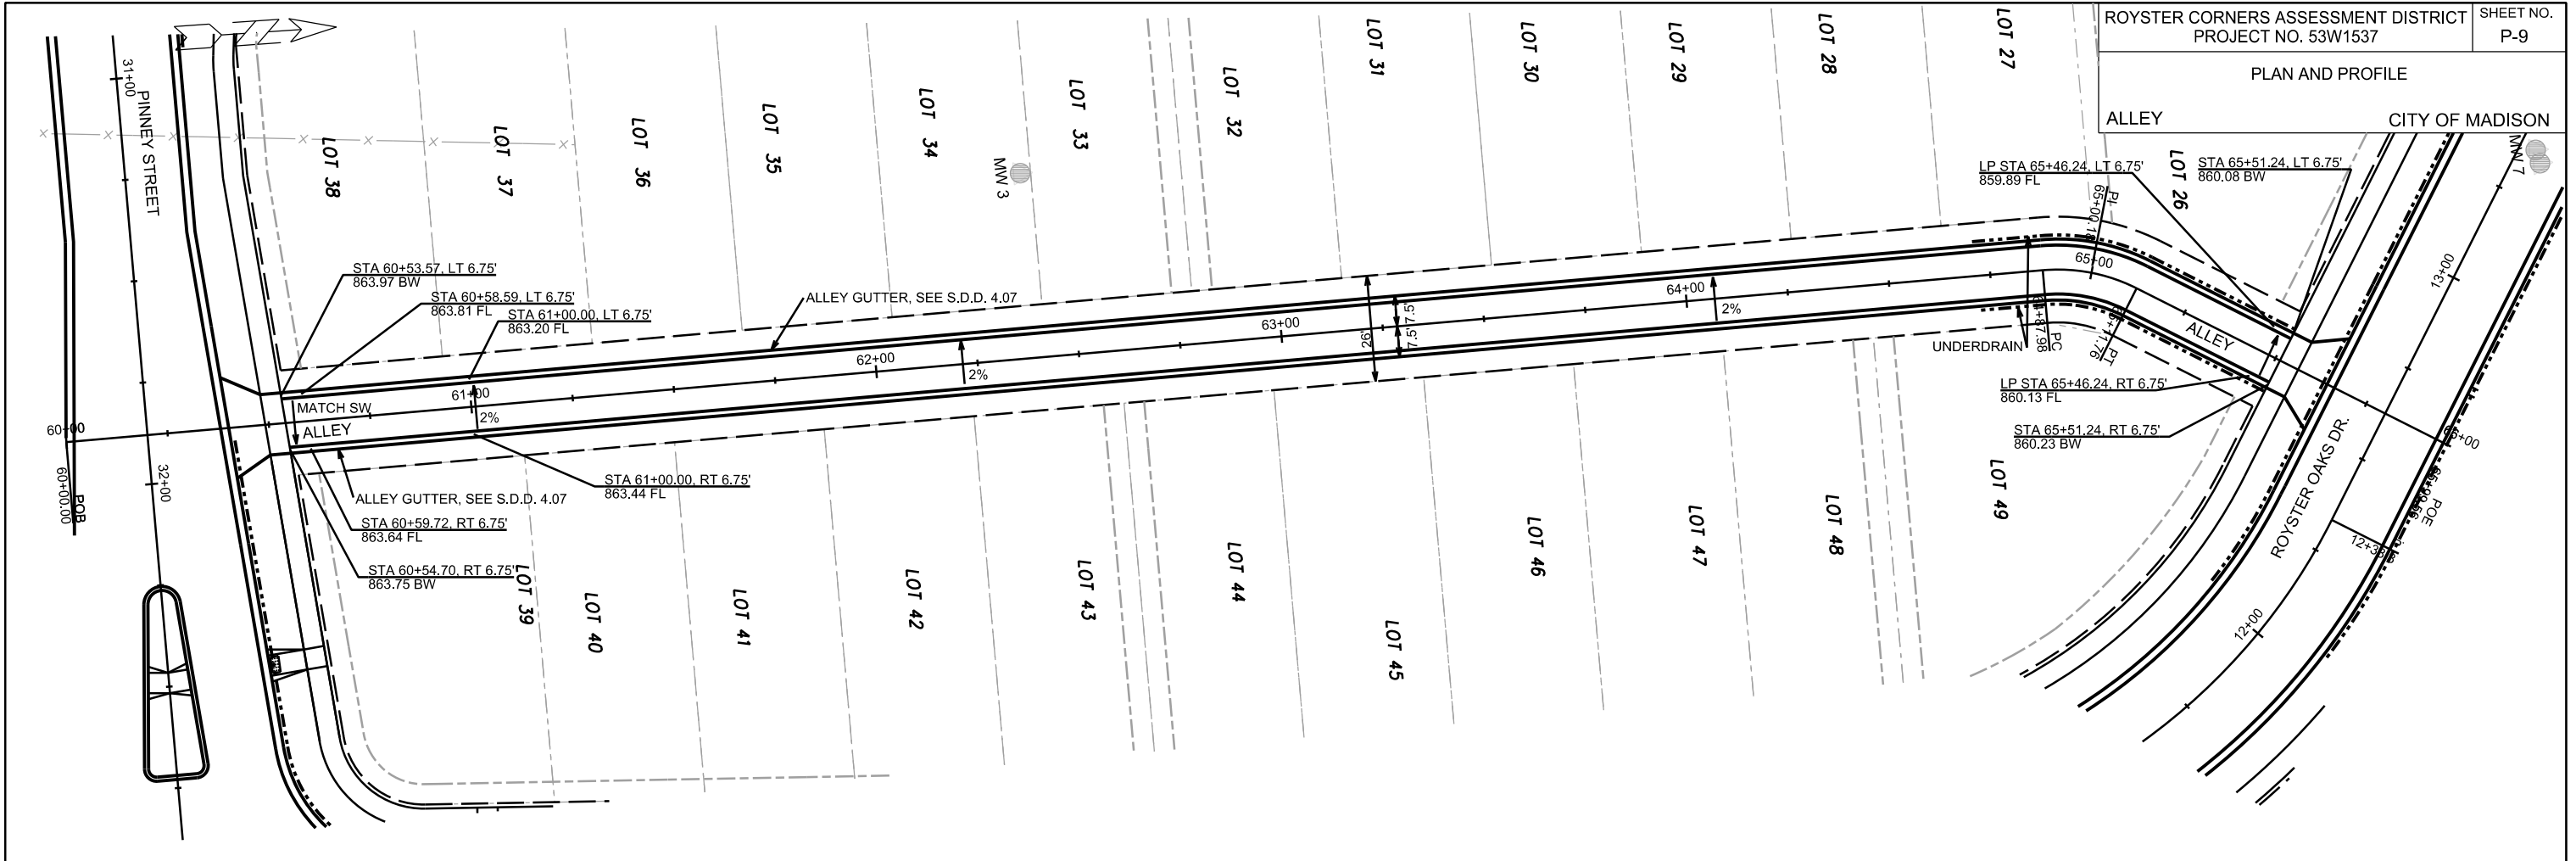 ROYSTER CORNERS ASSESSMENT DISTRICT
PROJECT NO. 53W1537
SHEET NO.
P-9
PLAN AND PROFILE
ALLEY
CITY OF MADISON
31+00
PINNEY STREET
32+00
60+00
60+00.00
POB
LOT 38
LOT 37
LOT 36
LOT 35
LOT 34
MW 3
LOT 33
LOT 32
LOT 31
LOT 30
LOT 29
LOT 28
LOT 27
LOT 26
MW 7
STA 60+53.57, LT 6.75'
863.97 BW
STA 60+58.59, LT 6.75'
863.81 FL
STA 61+00.00, LT 6.75'
863.20 FL
ALLEY GUTTER, SEE S.D.D. 4.07
LP STA 65+46.24, LT 6.75'
859.89 FL
STA 65+51.24, LT 6.75'
860.08 BW
PI
65+00.18
65+00
MATCH SW
ALLEY
61+00
2%
62+00
2%
63+00
26'
7.5'
7.5'
64+00
2%
UNDERDRAIN
64+87.98
PC
PT
65+11.76
ALLEY
13+00
LP STA 65+46.24, RT 6.75'
860.13 FL
STA 65+51.24, RT 6.75'
860.23 BW
STA 61+00.00, RT 6.75'
863.44 FL
ALLEY GUTTER, SEE S.D.D. 4.07
STA 60+59.72, RT 6.75'
863.64 FL
STA 60+54.70, RT 6.75'
863.75 BW
LOT 39
LOT 40
LOT 41
LOT 42
LOT 43
LOT 44
LOT 45
LOT 46
LOT 47
LOT 48
LOT 49
ROYSTER OAKS DR.
POE
12+00